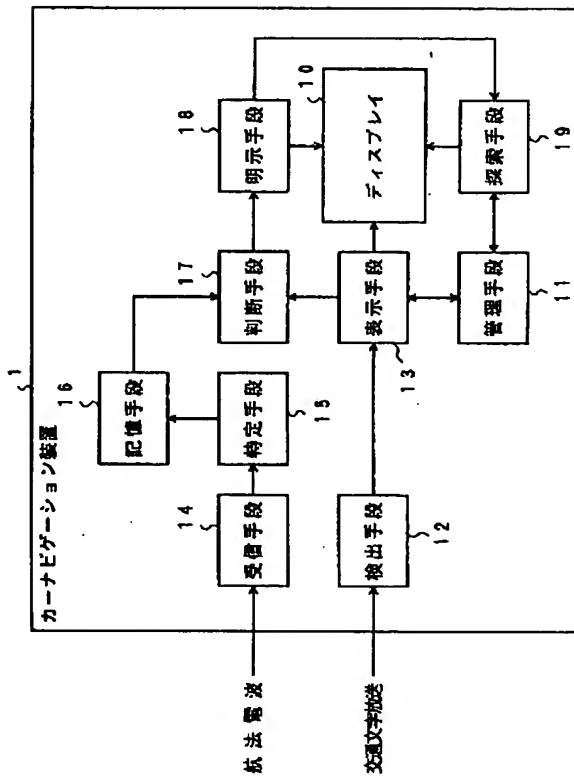 1
カーナビゲーション装置
16
記憶手段
17
判断手段
18
明示手段
14
受信手段
特定手段
15
10
ディスプレイ
表示手段
13
検出手段
12
管理手段
11
探索手段
19
航法電波
交通文字放送